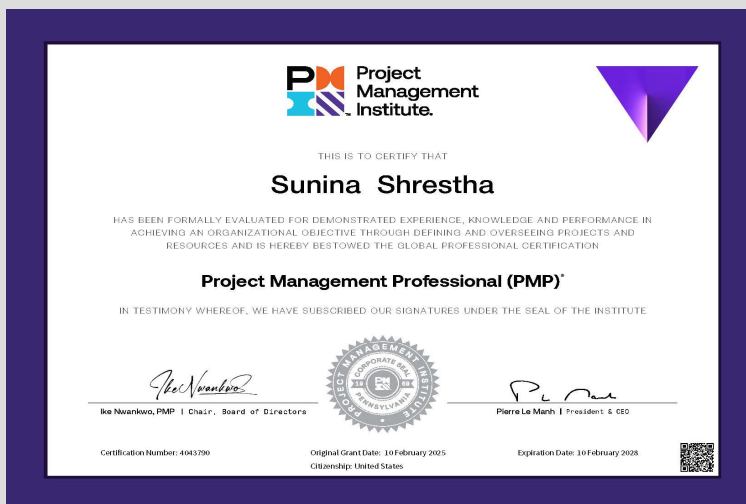 Project
Management
Institute.
THIS IS TO CERTIFY THAT
Sunina Shrestha
HAS BEEN FORMALLY EVALUATED FOR DEMONSTRATED EXPERIENCE, KNOWLEDGE AND PERFORMANCE IN
ACHIEVING AN ORGANIZATIONAL OBJECTIVE THROUGH DEFINING AND OVERSEEING PROJECTS AND
RESOURCES AND IS HEREBY BESTOWED THE GLOBAL PROFESSIONAL CERTIFICATION
Project Management Professional (PMP)®
IN TESTIMONY WHEREOF, WE HAVE SUBSCRIBED OUR SIGNATURES UNDER THE SEAL OF THE INSTITUTE
Ike Nwankwo
PROJECT MANAGEMENT INSTITUTE
CORPORATE SEAL
19 69
PENNSYLVANIA
Ike Nwankwo, PMP | Chair, Board of Directors
Pierre Le Manh | President & CEO
Certification Number: 4043790
Original Grant Date: 10 February 2025
Expiration Date: 10 February 2028
Citizenship: United States